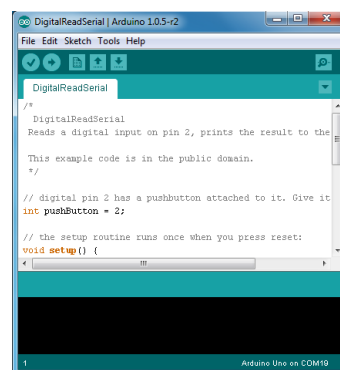 DigitalReadSerial | Arduino 1.0.5-r2
File Edit Sketch Tools Help
DigitalReadSerial
/*
DigitalReadSerial
Reads a digital input on pin 2, prints the result to the
This example code is in the public domain.
*/
// digital pin 2 has a pushbutton attached to it. Give it
int pushButton = 2;
// the setup routine runs once when you press reset:
void setup() {
1
Arduino Uno on COM19